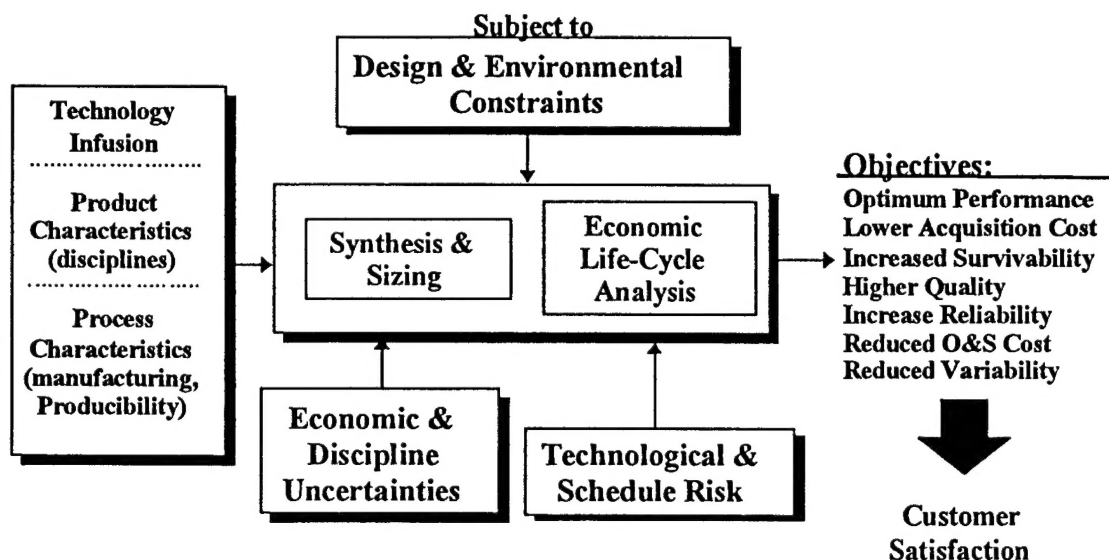 Subject to
Design & Environmental
Constraints
Technology
Infusion
Product
Characteristics
(disciplines)
Process
Characteristics
(manufacturing,
Producibility)
Synthesis &
Sizing
Economic
Life-Cycle
Analysis
Economic &
Discipline
Uncertainties
Technological &
Schedule Risk
Objectives:
Optimum Performance
Lower Acquisition Cost
Increased Survivability
Higher Quality
Increase Reliability
Reduced O&S Cost
Reduced Variability
Customer
Satisfaction